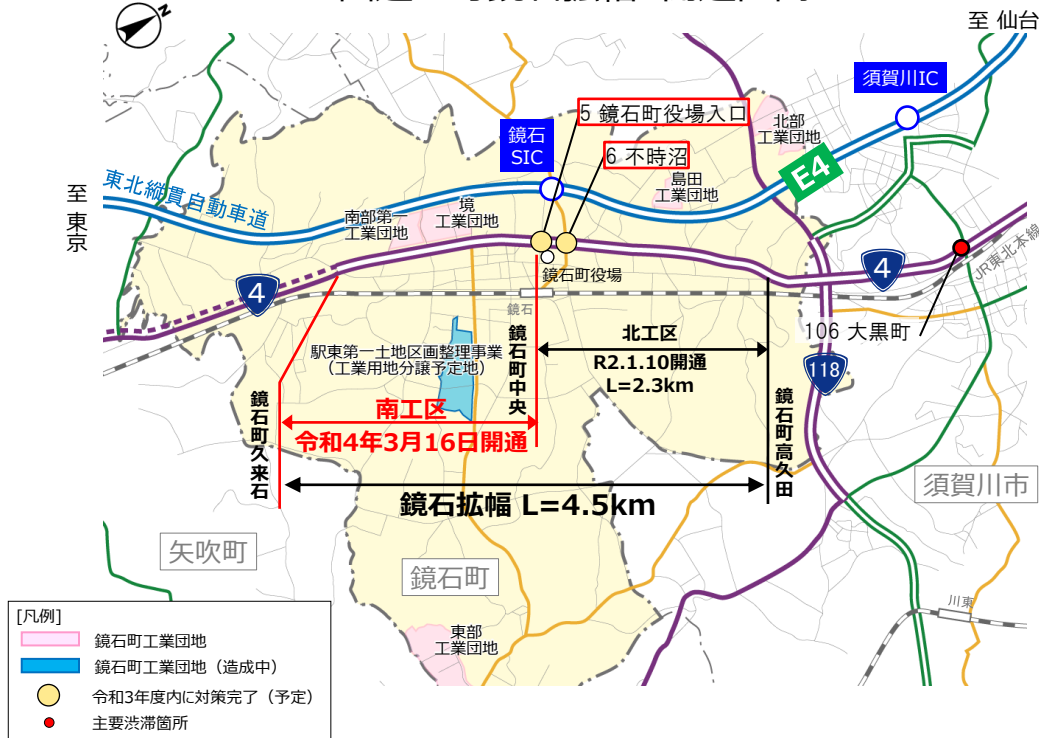 N
至 仙台
須賀川IC
5 鏡石町役場入口
鏡石
SIC
北部
工業団地
6 不時沼
E4
島田
工業団地
至
東
京
東北縦貫自動車道
境
工業団地
南部第一
工業団地
4
4
JR東北本線
鏡石町役場
鏡石
106 大黒町
北工区
R2.1.10開通
L=2.3km
駅東第一土地区画整理事業
（工業用地分譲予定地）
鏡石町中央
118
鏡石町久来石
南工区
令和4年3月16日開通
鏡石町高久田
鏡石拡幅 L=4.5km
須賀川市
矢吹町
鏡石町
川東
東部
工業団地
[凡例]
鏡石町工業団地
鏡石町工業団地（造成中）
令和3年度内に対策完了（予定）
主要渋滞箇所